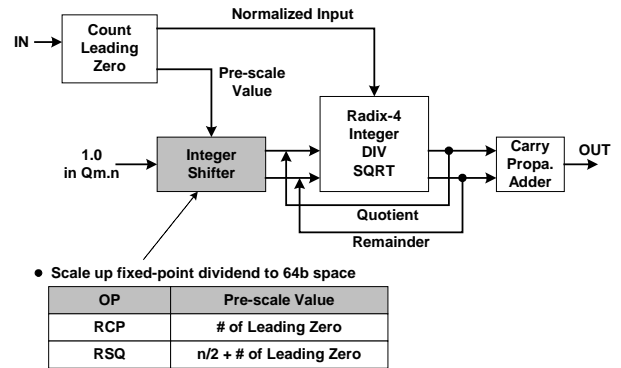 Normalized Input
IN
Count
Leading
Zero
Pre-scale
Value
1.0
in Qm.n
Integer
Shifter
Radix-4
Integer
DIV
SQRT
Carry
Propa.
Adder
OUT
Quotient
Remainder
● Scale up fixed-point dividend to 64b space
OP Pre-scale Value
RCP # of Leading Zero
RSQ n/2 + # of Leading Zero